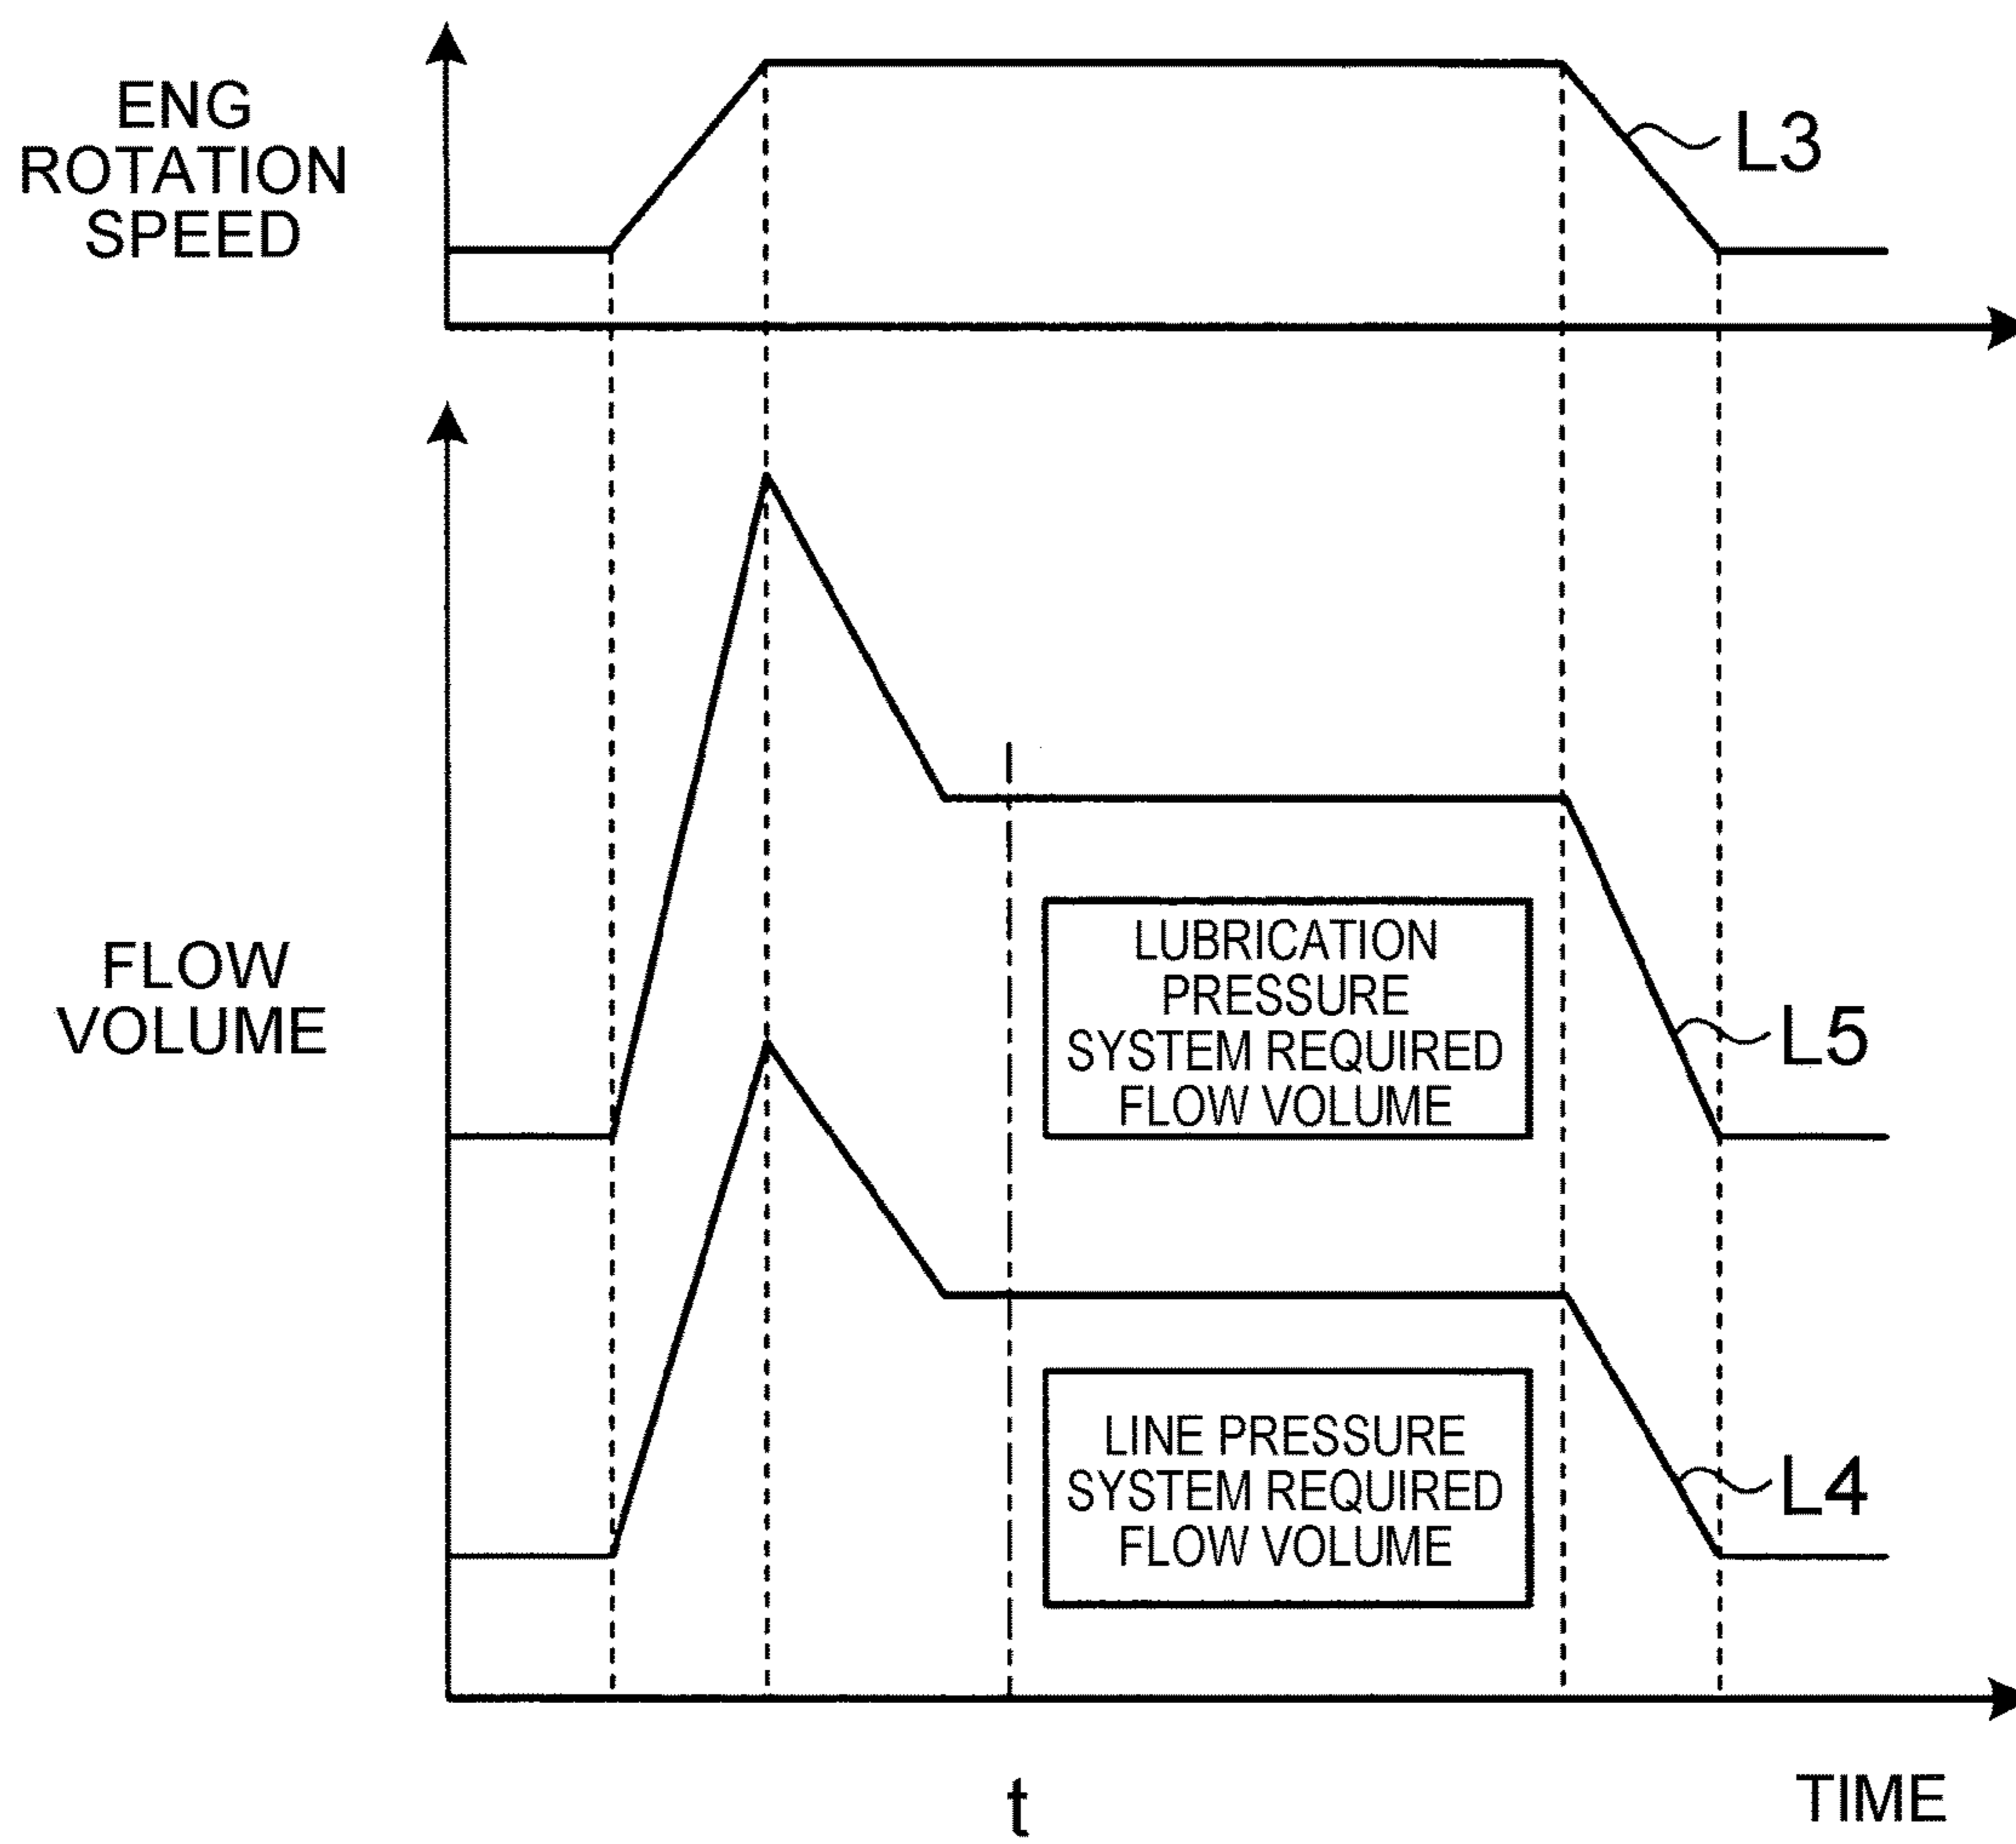 ENG
ROTATION
SPEED
L3
FLOW
VOLUME
LUBRICATION
PRESSURE
SYSTEM REQUIRED
FLOW VOLUME
L5
LINE PRESSURE
SYSTEM REQUIRED
FLOW VOLUME
L4
t
TIME